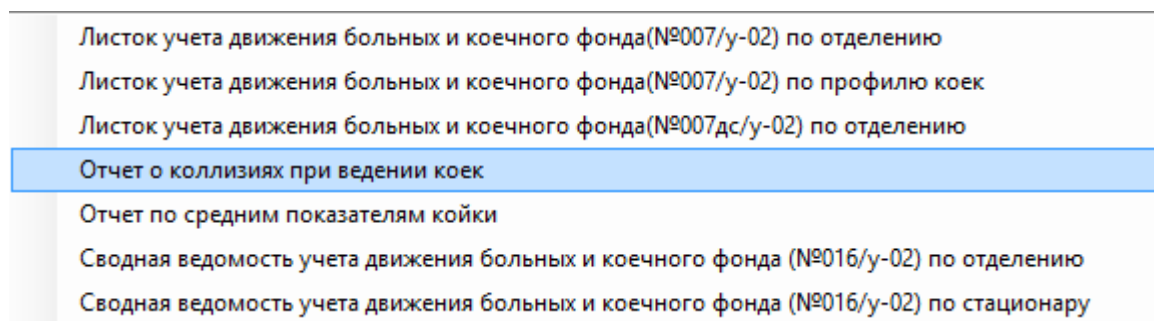 Листок учета движения больных и коечного фонда(№007/у-02) по отделению
Листок учета движения больных и коечного фонда(№007/у-02) по профилю коек
Листок учета движения больных и коечного фонда(№007дс/у-02) по отделению
Отчет о коллизиях при ведении коек
Отчет по средним показателям койки
Сводная ведомость учета движения больных и коечного фонда (№016/у-02) по отделению
Сводная ведомость учета движения больных и коечного фонда (№016/у-02) по стационару